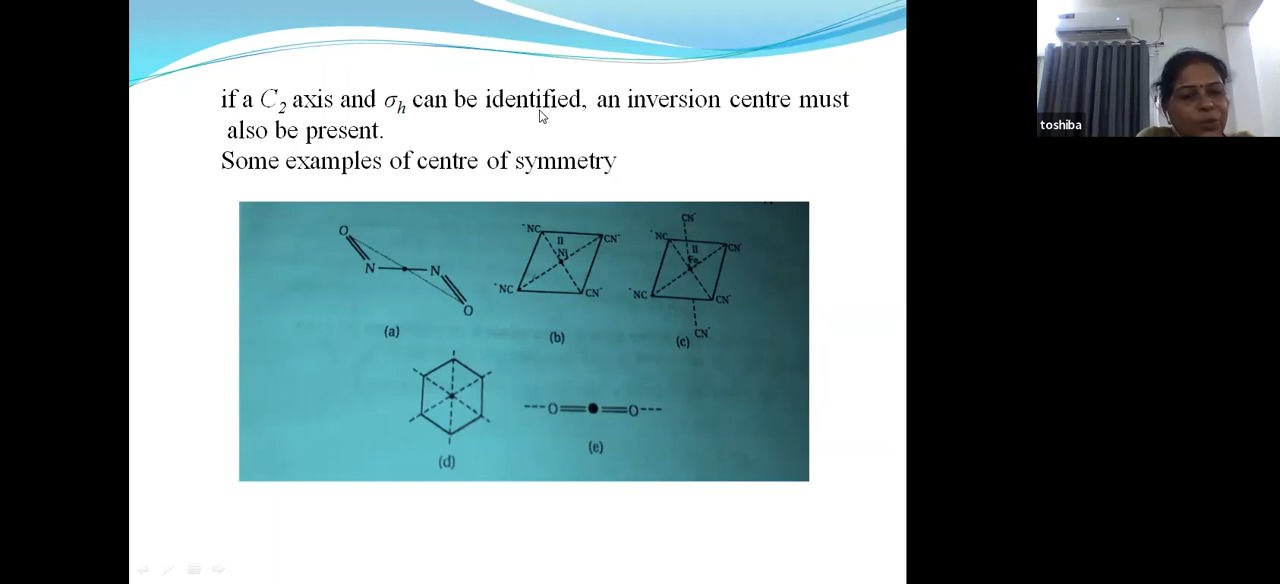 if a C₂ axis and σₕ can be identified, an inversion centre must
also be present.
Some examples of centre of symmetry
toshiba
O
N
N
O
(a)
⁻NC
CN⁻
II
Ni
⁻NC
CN⁻
(b)
CN⁻
⁻NC
CN⁻
II
Fe
⁻NC
CN⁻
CN⁻
(c)
(d)
O
O
(e)